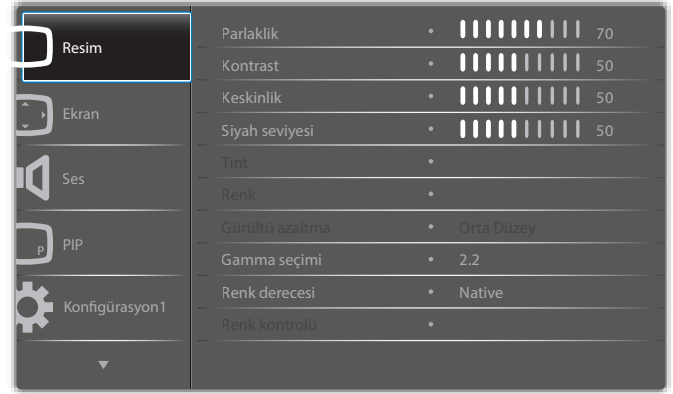 Resim
Ekran
Ses
P PIP
Konfigürasyon1
Parlaklik • 70
Kontrast • 50
Keskinlik • 50
Siyah seviyesi • 50
Tint •
Renk •
Gürültü azaltma • Orta Düzey
Gamma seçimi • 2.2
Renk derecesi • Native
Renk kontrolü •